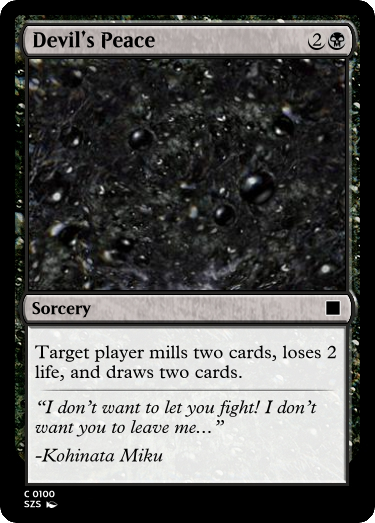 Devil's Peace
2
Sorcery
Target player mills two cards, loses 2
life, and draws two cards.
“I don't want to let you fight! I don't
want you to leave me…”
-Kohinata Miku
C 0100
SZS